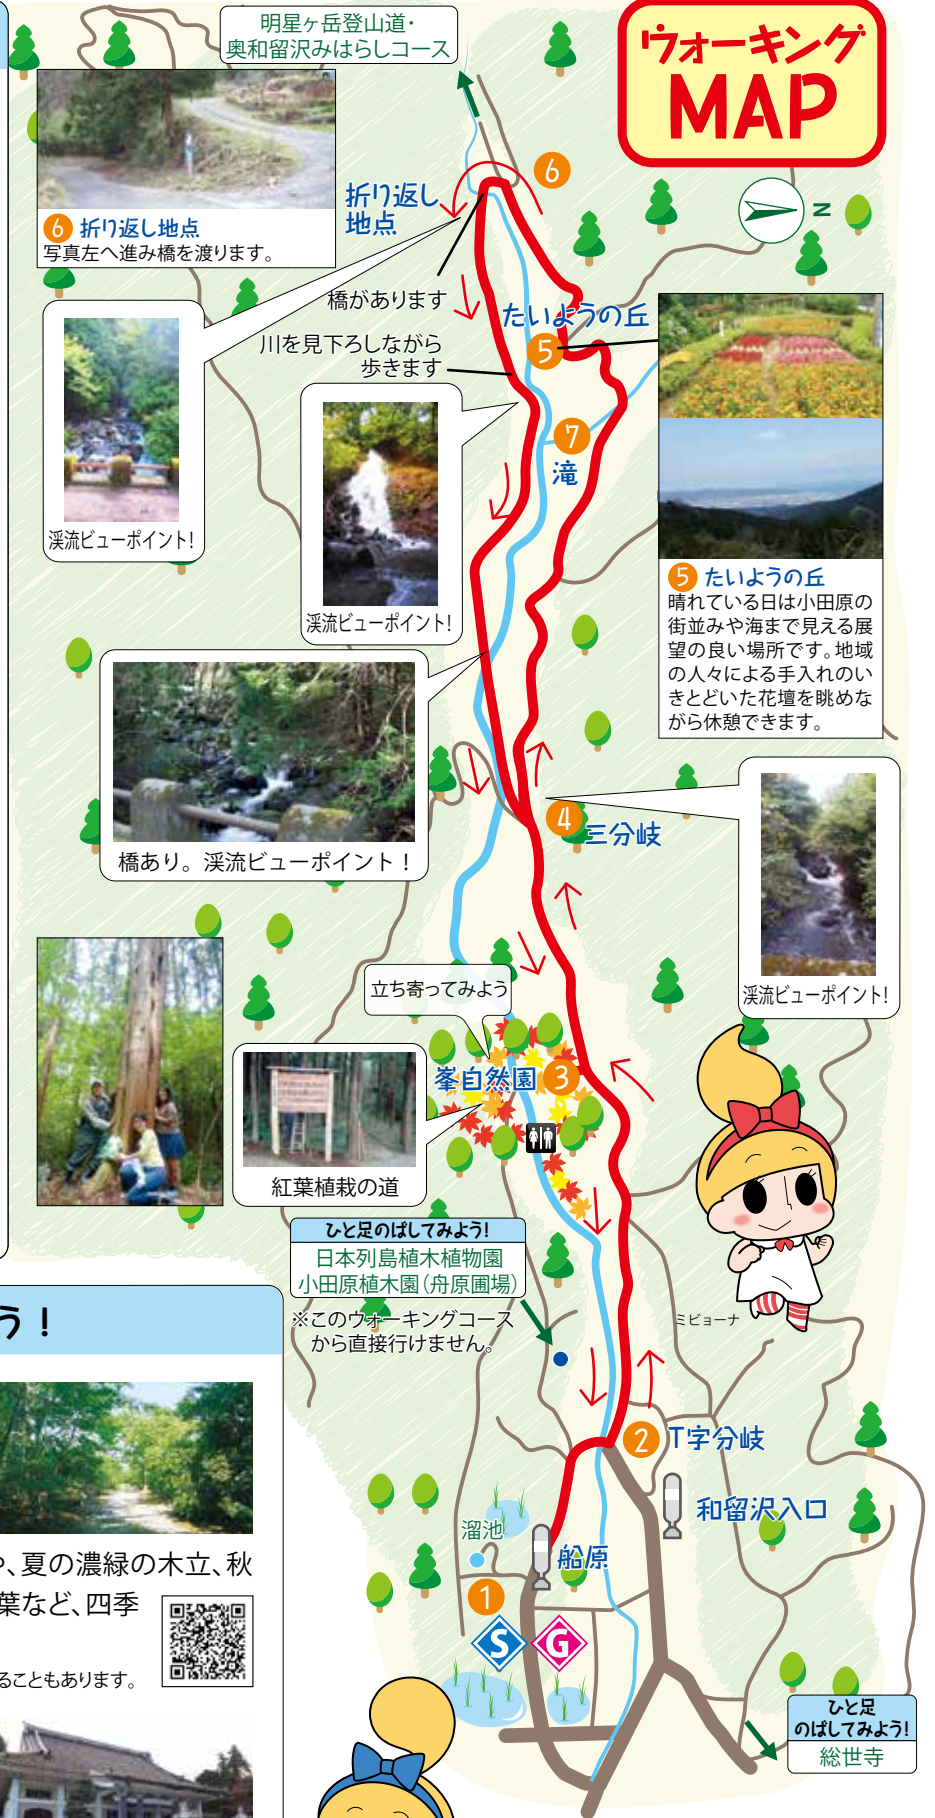 ウォーキング
MAP
明星ヶ岳登山道・
奥和留沢みはらしコース
N
6
折り返し
地点
6 折り返し地点
写真左へ進み橋を渡ります。
橋があります
川を見下ろしながら
歩きます
渓流ビューポイント!
渓流ビューポイント!
たいようの丘
5
7
滝
5 たいようの丘
晴れている日は小田原の
街並みや海まで見える展
望の良い場所です。地域
の人々による手入れのい
きとどいた花壇を眺めな
がら休憩できます。
橋あり。渓流ビューポイント！
4
三分岐
渓流ビューポイント!
立ち寄ってみよう
峯自然園
3
紅葉植栽の道
ひと足のばしてみよう!
日本列島植木植物園
小田原植木園(舟原圃場)
※このウォーキングコース
から直接行けません。
ミビョーナ
2
T字分岐
和留沢入口
溜池
船原
1
S
G
ひと足
のばしてみよう!
総世寺
う！
や、夏の濃緑の木立、秋
葉など、四季
ることもあります。